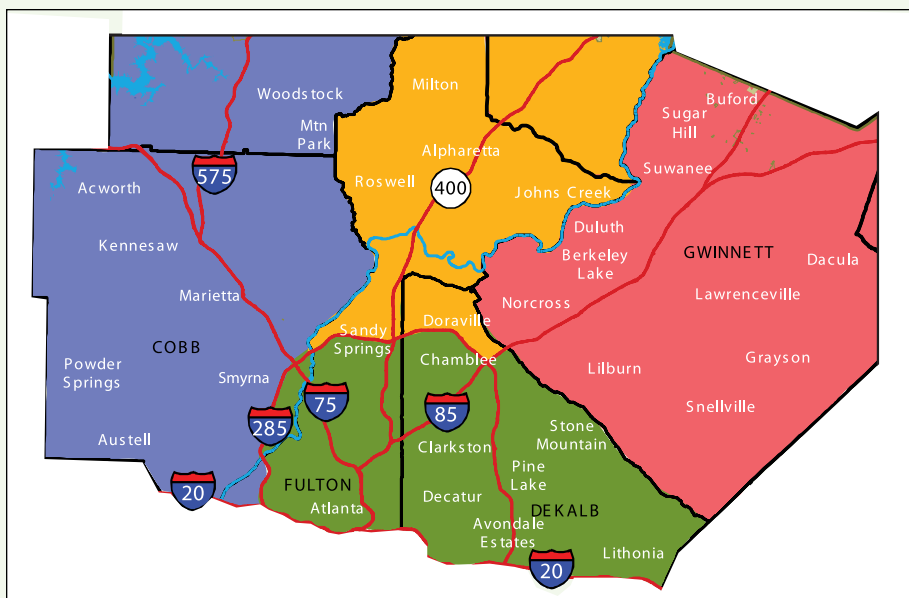 Woodstock
Mtn
Park
575
Acworth
Kennesaw
Marietta
COBB
Powder
Springs
Smyrna
Austell
20
285
75
Milton
Alpharetta
Roswell
400
Johns Creek
Sandy
Springs
Doraville
Chamblee
85
Clarkston
FULTON
Atlanta
Decatur
Stone
Mountain
Pine
Lake
DEKALB
Avondale
Estates
Lithonia
20
Buford
Sugar
Hill
Suwanee
Duluth
Berkeley
Lake
GWINNETT
Dacula
Norcross
Lawrenceville
Lilburn
Grayson
Snellville